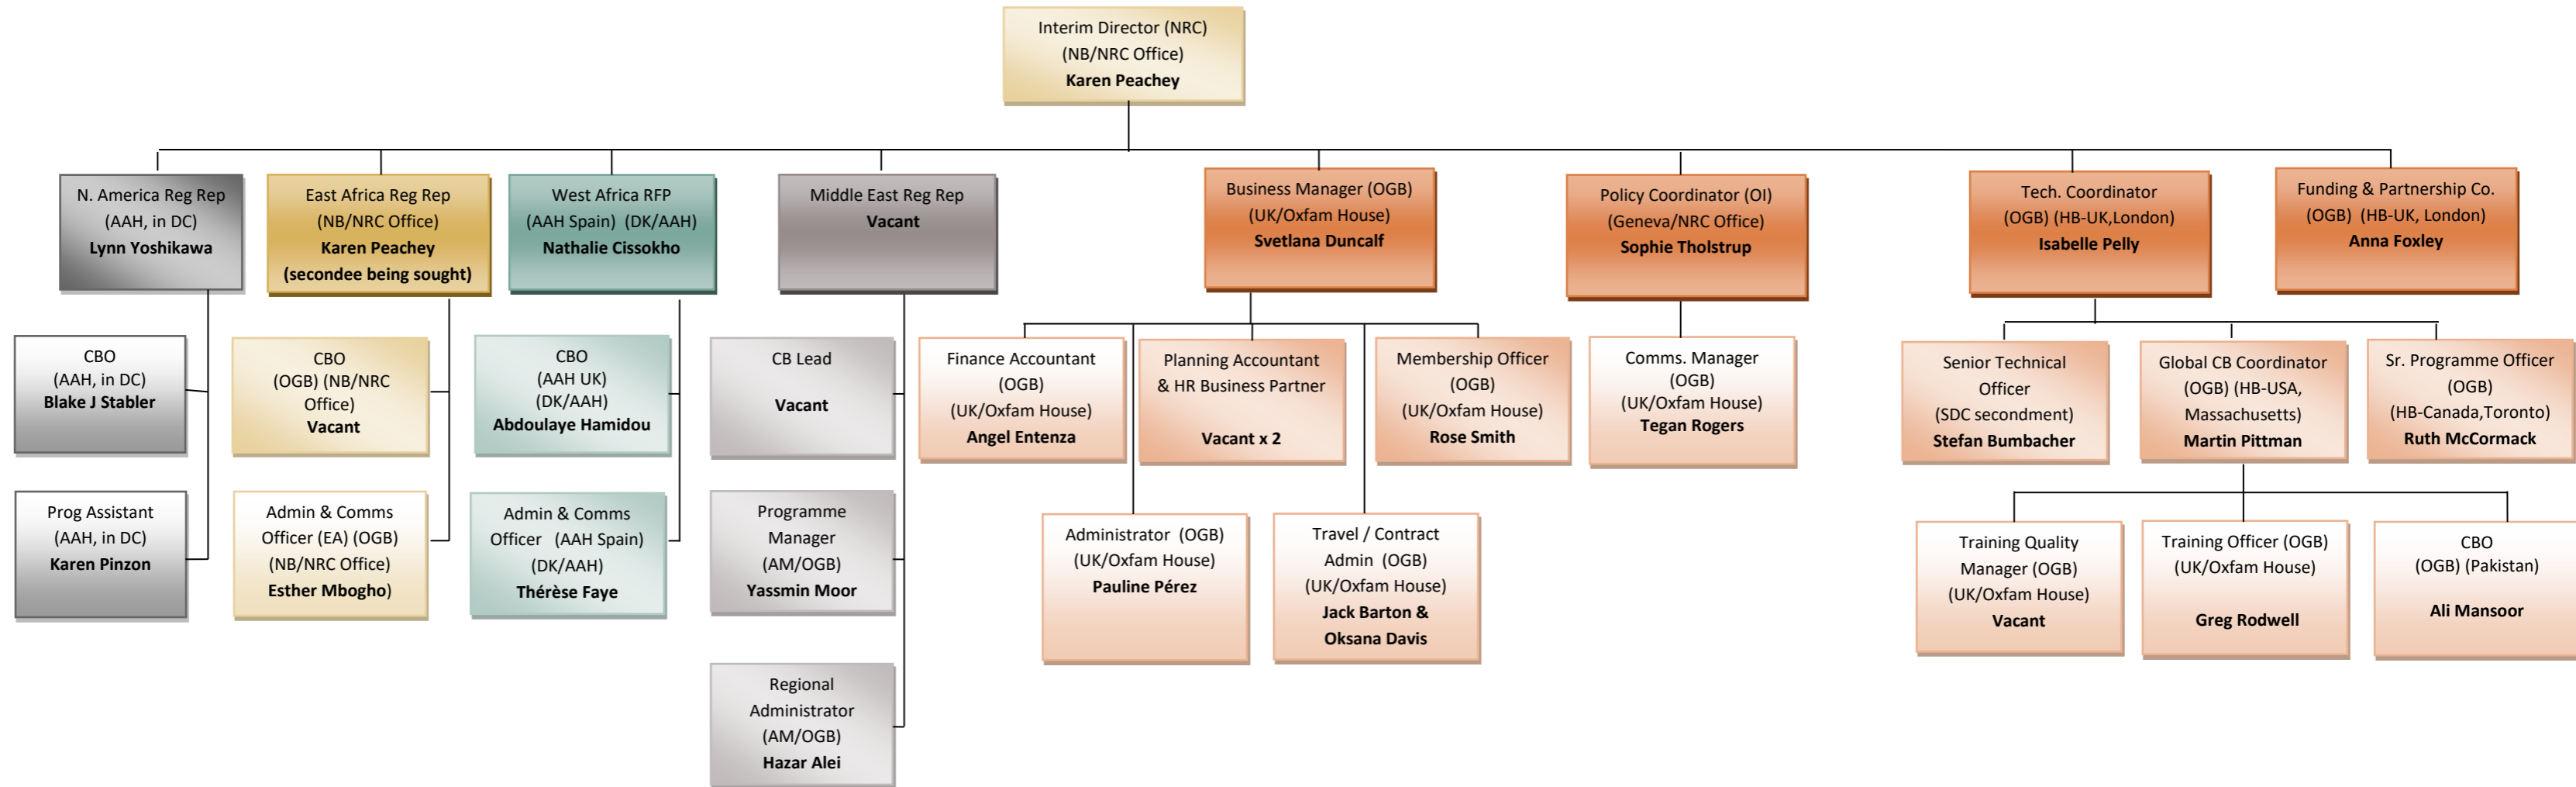 Interim Director (NRC)
(NB/NRC Office)
Karen Peachey
N. America Reg Rep
(AAH, in DC)
Lynn Yoshikawa
East Africa Reg Rep
(NB/NRC Office)
Karen Peachey
(secondee being sought)
West Africa RFP
(AAH Spain) (DK/AAH)
Nathalie Cissokho
Middle East Reg Rep
Vacant
Business Manager (OGB)
(UK/Oxfam House)
Svetlana Duncalf
Policy Coordinator (OI)
(Geneva/NRC Office)
Sophie Tholstrup
Tech. Coordinator
(OGB) (HB-UK,London)
Isabelle Pelly
Funding & Partnership Co.
(OGB) (HB-UK, London)
Anna Foxley
CBO
(AAH, in DC)
Blake J Stabler
CBO
(OGB) (NB/NRC
Office)
Vacant
CBO
(AAH UK)
(DK/AAH)
Abdoulaye Hamidou
CB Lead
Vacant
Finance Accountant
(OGB)
(UK/Oxfam House)
Angel Entenza
Planning Accountant
& HR Business Partner
Vacant x 2
Membership Officer
(OGB)
(UK/Oxfam House)
Rose Smith
Comms. Manager
(OGB)
(UK/Oxfam House)
Tegan Rogers
Senior Technical
Officer
(SDC secondment)
Stefan Bumbacher
Global CB Coordinator
(OGB) (HB-USA,
Massachusetts)
Martin Pittman
Sr. Programme Officer
(OGB)
(HB-Canada,Toronto)
Ruth McCormack
Prog Assistant
(AAH, in DC)
Karen Pinzon
Admin & Comms
Officer (EA) (OGB)
(NB/NRC Office)
Esther Mbogho)
Admin & Comms
Officer (AAH Spain)
(DK/AAH)
Thérèse Faye
Programme
Manager
(AM/OGB)
Yassmin Moor
Administrator (OGB)
(UK/Oxfam House)
Pauline Pérez
Travel / Contract
Admin (OGB)
(UK/Oxfam House)
Jack Barton &
Oksana Davis
Training Quality
Manager (OGB)
(UK/Oxfam House)
Vacant
Training Officer (OGB)
(UK/Oxfam House)
Greg Rodwell
CBO
(OGB) (Pakistan)
Ali Mansoor
Regional
Administrator
(AM/OGB)
Hazar Alei